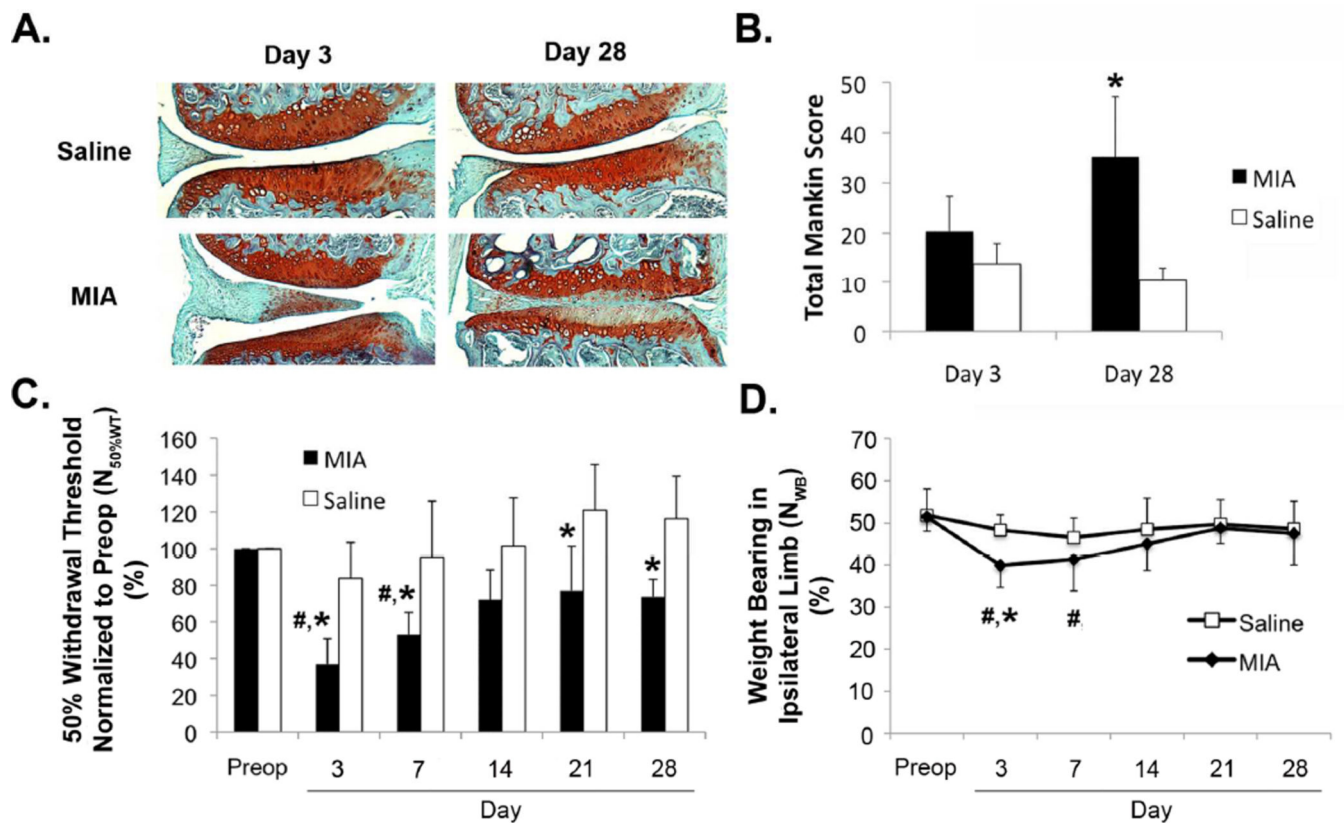 A.
Day 3
Day 28
Saline
MIA
B.
Total Mankin Score
50
40
30
20
10
0
*
MIA
Saline
Day 3
Day 28
C.
50% Withdrawal Threshold
Normalized to Preop (N50%WT)
(%)
160
140
120
100
80
60
40
20
0
MIA
Saline
#,*
#,*
*
*
Preop
3
7
14
21
28
Day
D.
Weight Bearing in
Ipsilateral Limb (NWB)
(%)
70
60
50
40
30
20
10
0
#,*
#
Saline
MIA
Preop
3
7
14
21
28
Day